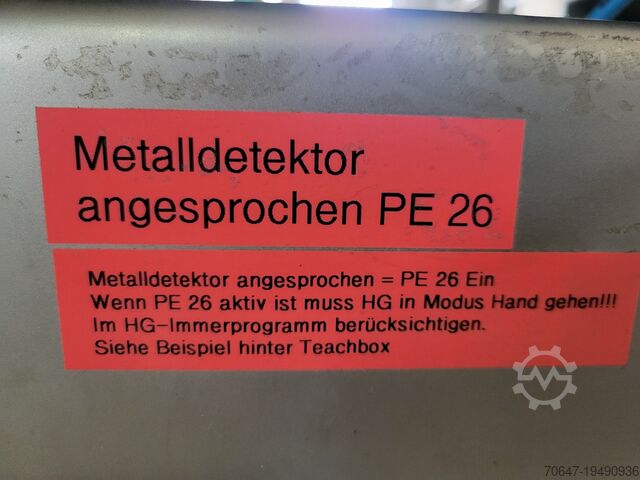 Metalldetektor
angesprochen PE 26
Metalldetektor angesprochen = PE 26 Ein
Wenn PE 26 aktiv ist muss HG in Modus Hand gehen!!!
Im HG-Immerprogramm berücksichtigen.
Siehe Beispiel hinter Teachbox
70647-19490936